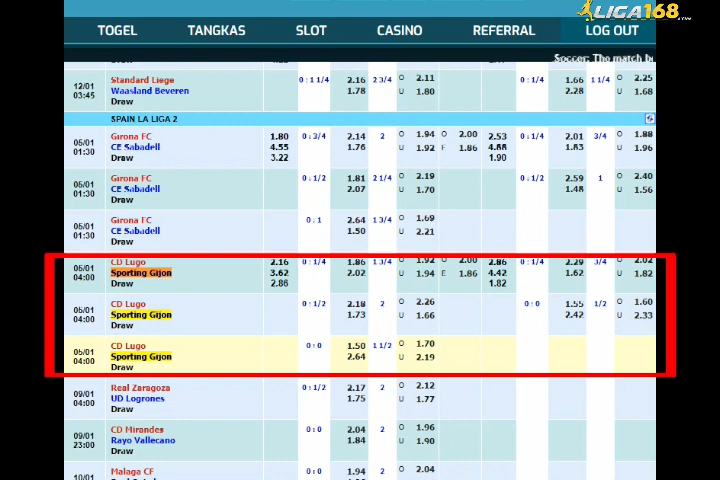 LIGA168
TOGEL TANGKAS SLOT CASINO REFERRAL LOG OUT
Soccer: The match be
12/01 03:45 Standard Liege 0 : 1 1/4 2.16 2 3/4 O 2.11 0 : 1/4 1.66 1 1/4 O 2.25
Waasland Beveren 1.78 U 1.80 2.28 U 1.68
Draw
SPAIN LA LIGA 2
05/01 01:30 Girona FC 1.80 0 : 3/4 2.14 2 O 1.94 O 2.00 2.53 0 : 1/4 2.01 3/4 O 1.88
CE Sabadell 4.55 1.76 U 1.92 E 1.86 4.88 1.83 U 1.96
Draw 3.22 1.90
05/01 01:30 Girona FC 0 : 1/2 1.81 2 1/4 O 2.19 0 : 1/2 2.59 1 O 2.40
CE Sabadell 2.07 U 1.70 1.48 U 1.56
Draw
05/01 01:30 Girona FC 0 : 1 2.64 1 3/4 O 1.69
CE Sabadell 1.50 U 2.21
Draw
05/01 04:00 CD Lugo 2.16 0 : 1/4 1.86 1 3/4 O 1.92 O 2.00 2.86 0 : 1/4 2.29 3/4 O 2.02
Sporting Gijon 3.62 2.02 U 1.94 E 1.86 4.42 1.62 U 1.82
Draw 2.86 1.82
05/01 04:00 CD Lugo 0 : 1/2 2.18 2 O 2.26 0 : 0 1.55 1/2 O 1.60
Sporting Gijon 1.73 U 1.66 2.42 U 2.33
Draw
05/01 04:00 CD Lugo 0 : 0 1.50 1 1/2 O 1.70
Sporting Gijon 2.64 U 2.19
Draw
09/01 04:00 Real Zaragoza 0 : 1/2 2.17 2 O 2.12
UD Logrones 1.75 U 1.77
Draw
09/01 23:00 CD Mirandes 0 : 0 2.04 2 O 1.96
Rayo Vallecano 1.84 U 1.90
Draw
10/01 Malaga CF 0 : 0 1.94 2 O 2.04